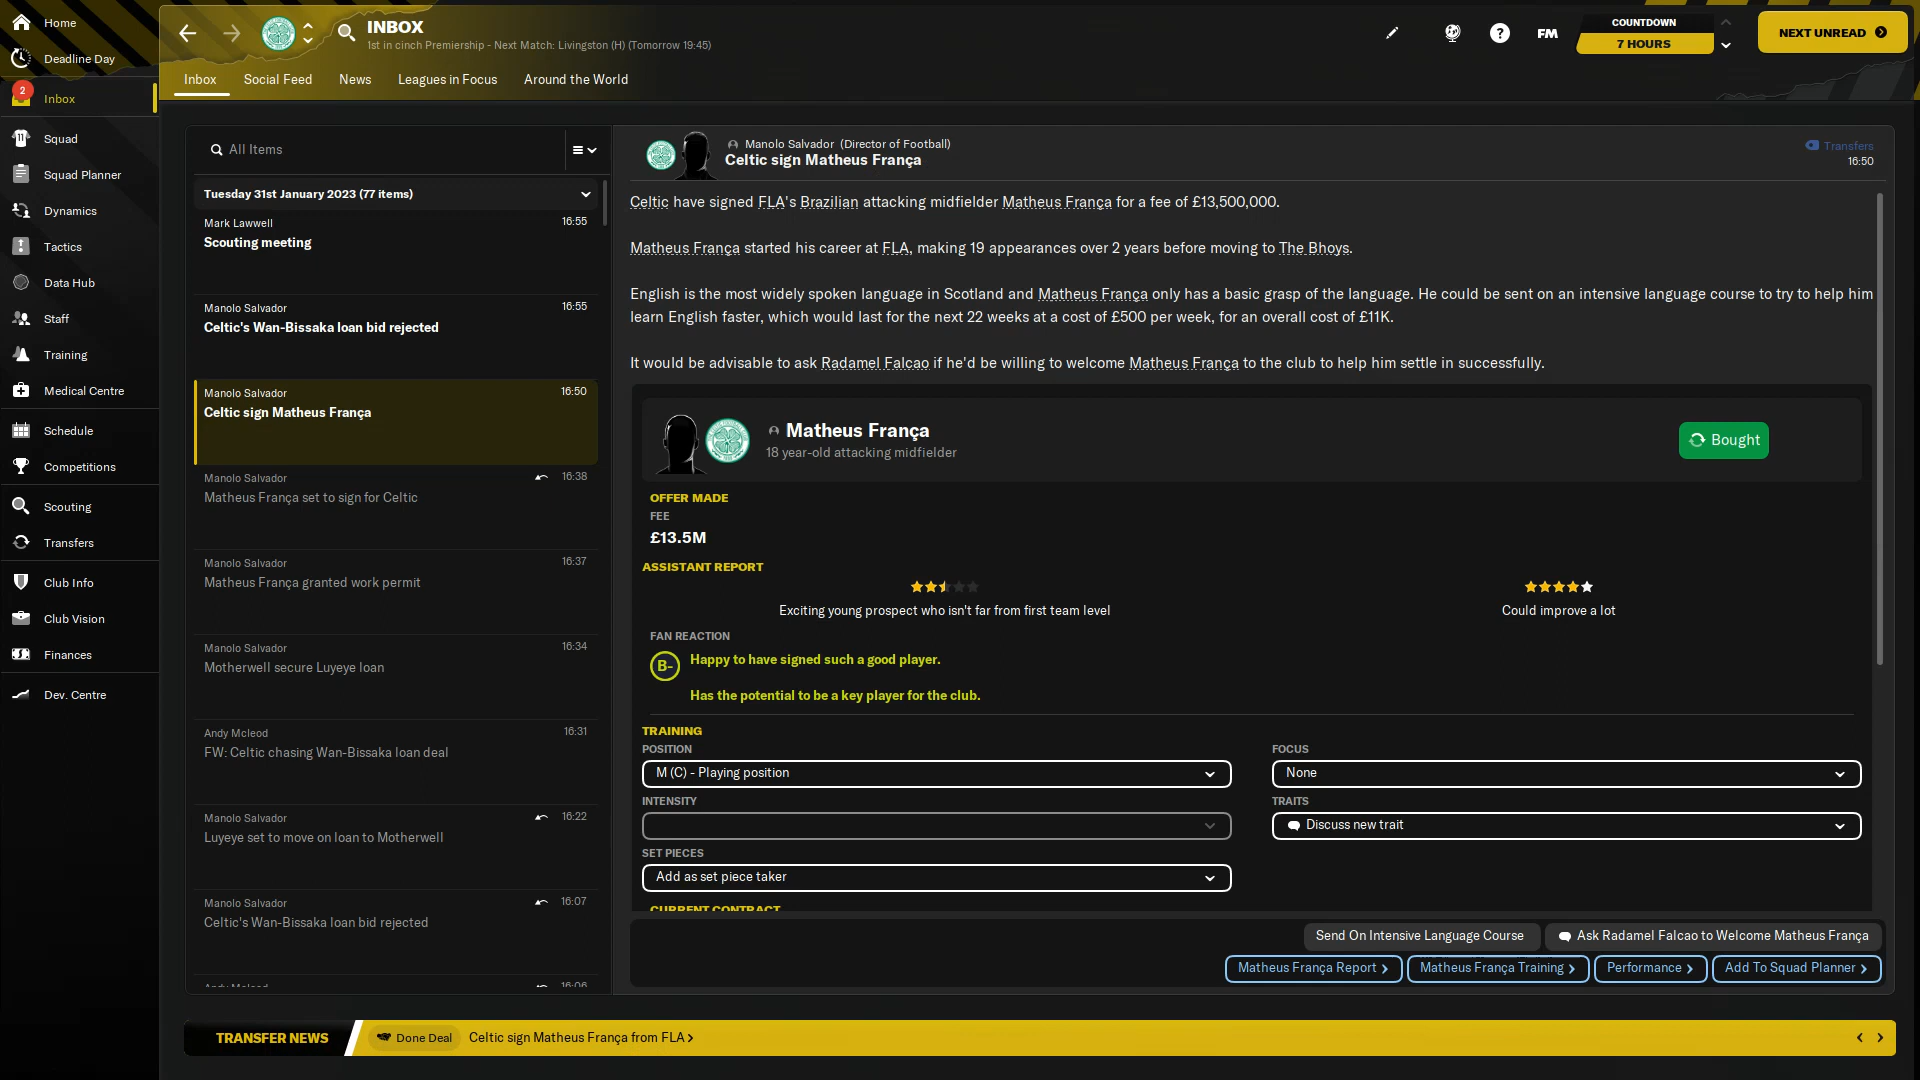 Home
Deadline Day
2
Inbox
11
Squad
Squad Planner
Dynamics
Tactics
Data Hub
Staff
Training
Medical Centre
Schedule
Competitions
Scouting
Transfers
Club Info
Club Vision
Finances
Dev. Centre
INBOX
1st in cinch Premiership - Next Match: Livingston (H) (Tomorrow 19:45)
?
FM
COUNTDOWN
7 HOURS
NEXT UNREAD
Inbox
Social Feed
News
Leagues in Focus
Around the World
All Items
Tuesday 31st January 2023 (77 items)
Mark Lawwell
16:55
Scouting meeting
Manolo Salvador
16:55
Celtic's Wan-Bissaka loan bid rejected
Manolo Salvador
16:50
Celtic sign Matheus França
Manolo Salvador
16:38
Matheus França set to sign for Celtic
Manolo Salvador
16:37
Matheus França granted work permit
Manolo Salvador
16:34
Motherwell secure Luyeye loan
Andy Mcleod
16:31
FW: Celtic chasing Wan-Bissaka loan deal
Manolo Salvador
16:22
Luyeye set to move on loan to Motherwell
Manolo Salvador
16:07
Celtic's Wan-Bissaka loan bid rejected
Andy Mcleod
16:06
Manolo Salvador (Director of Football)
Celtic sign Matheus França
Transfers
16:50
Celtic have signed FLA's Brazilian attacking midfielder Matheus França for a fee of £13,500,000.
Matheus França started his career at FLA, making 19 appearances over 2 years before moving to The Bhoys.
English is the most widely spoken language in Scotland and Matheus França only has a basic grasp of the language. He could be sent on an intensive language course to try to help him
learn English faster, which would last for the next 22 weeks at a cost of £500 per week, for an overall cost of £11K.
It would be advisable to ask Radamel Falcao if he'd be willing to welcome Matheus França to the club to help him settle in successfully.
Matheus França
18 year-old attacking midfielder
Bought
OFFER MADE
FEE
£13.5M
ASSISTANT REPORT
Exciting young prospect who isn't far from first team level
Could improve a lot
FAN REACTION
B-
Happy to have signed such a good player.
Has the potential to be a key player for the club.
TRAINING
POSITION
M (C) - Playing position
FOCUS
None
INTENSITY
TRAITS
Discuss new trait
SET PIECES
Add as set piece taker
CURRENT CONTRACT
Send On Intensive Language Course
Ask Radamel Falcao to Welcome Matheus França
Matheus França Report
Matheus França Training
Performance
Add To Squad Planner
TRANSFER NEWS
Done Deal
Celtic sign Matheus França from FLA